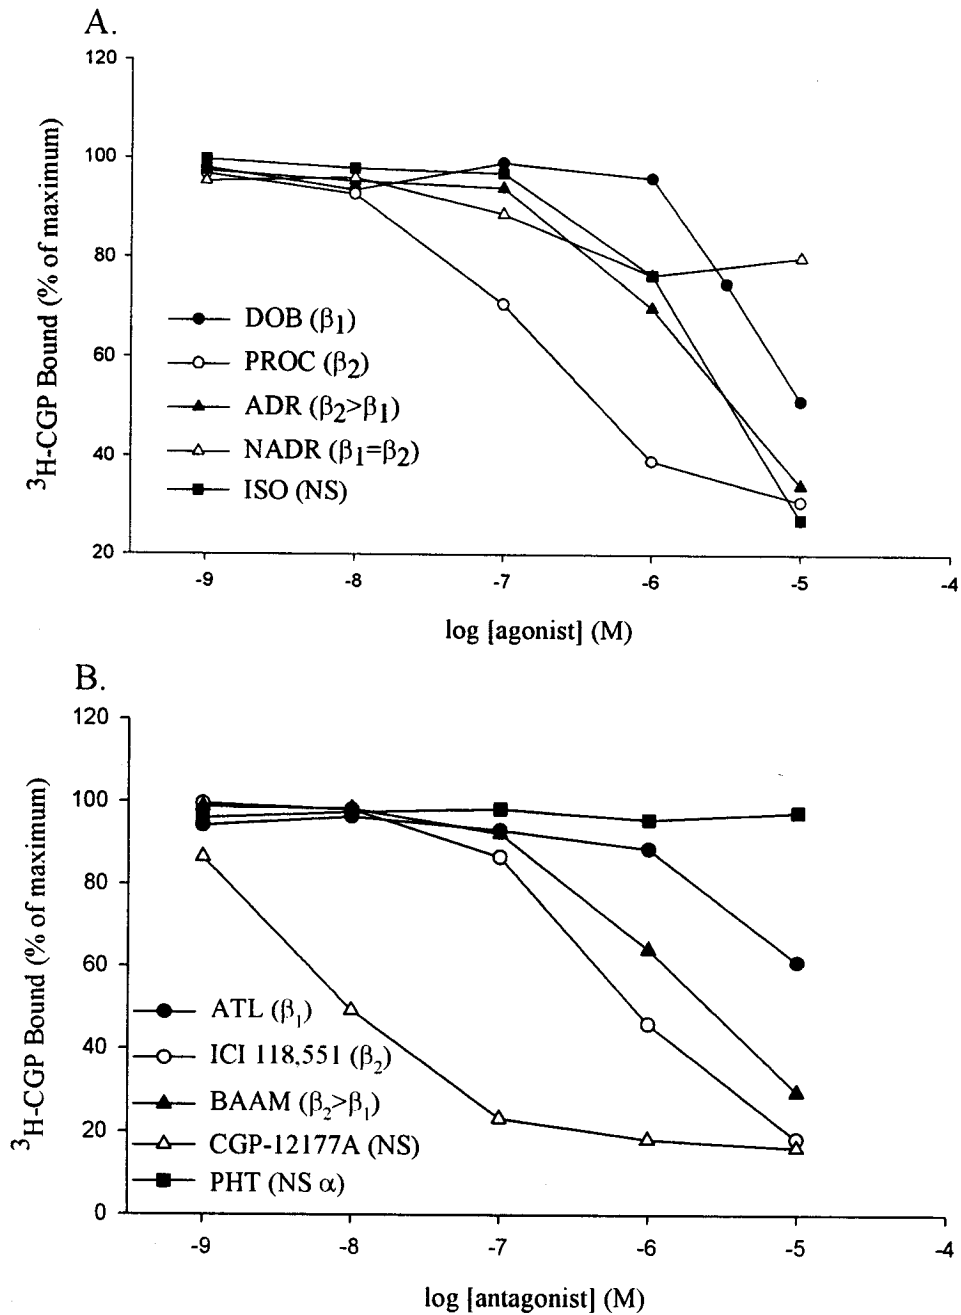 A.
120
100
80
60
40
20
³H-CGP Bound (% of maximum)
DOB (β₁)
PROC (β₂)
ADR (β₂>β₁)
NADR (β₁=β₂)
ISO (NS)
-9 -8 -7 -6 -5 -4
log [agonist] (M)
B.
120
100
80
60
40
20
0
³H-CGP Bound (% of maximum)
ATL (β₁)
ICI 118,551 (β₂)
BAAM (β₂>β₁)
CGP-12177A (NS)
PHT (NS α)
-9 -8 -7 -6 -5 -4
log [antagonist] (M)